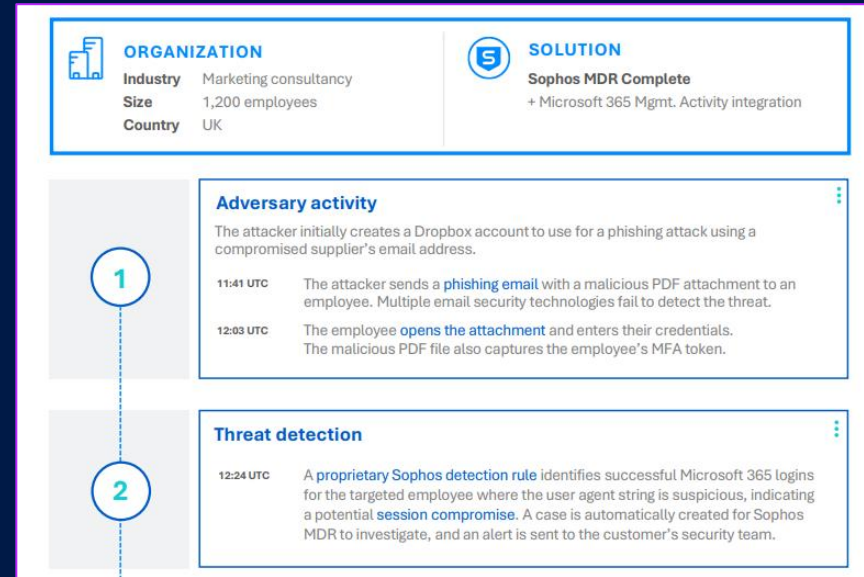 ORGANIZATION
Industry Marketing consultancy
Size 1,200 employees
Country UK
SOLUTION
Sophos MDR Complete
+ Microsoft 365 Mgmt. Activity integration
1
Adversary activity
The attacker initially creates a Dropbox account to use for a phishing attack using a
compromised supplier's email address.
11:41 UTC The attacker sends a phishing email with a malicious PDF attachment to an
employee. Multiple email security technologies fail to detect the threat.
12:03 UTC The employee opens the attachment and enters their credentials.
The malicious PDF file also captures the employee's MFA token.
2
Threat detection
12:24 UTC A proprietary Sophos detection rule identifies successful Microsoft 365 logins
for the targeted employee where the user agent string is suspicious, indicating
a potential session compromise. A case is automatically created for Sophos
MDR to investigate, and an alert is sent to the customer's security team.